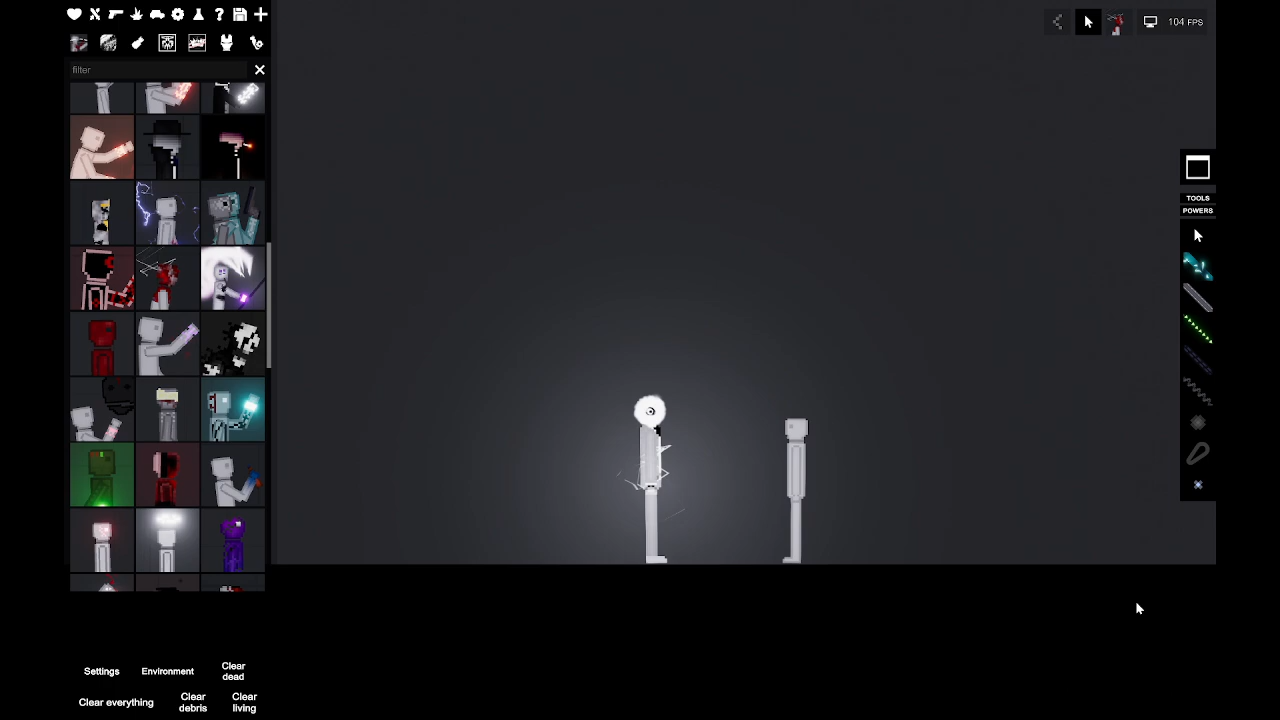 104 FPS
filter
TOOLS
POWERS
Settings
Environment
Clear
dead
Clear everything
Clear
debris
Clear
living